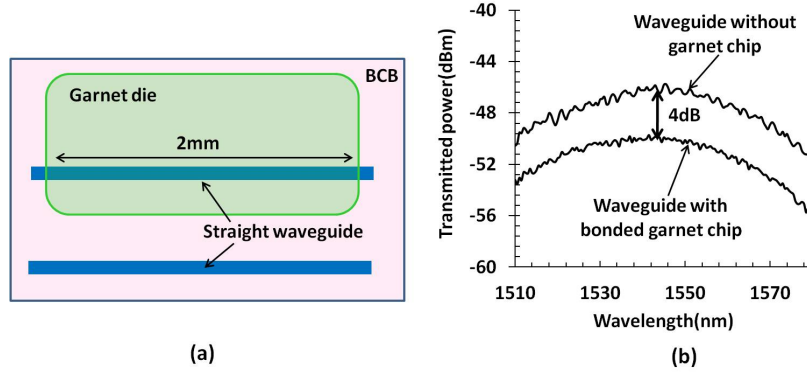 BCB
Garnet die
2mm
Straight waveguide
(a)
(b)
Transmitted power(dBm)
-40
-44
-48
-52
-56
-60
Waveguide without
garnet chip
4dB
Waveguide with
bonded garnet chip
1510
1530
1550
1570
Wavelength(nm)